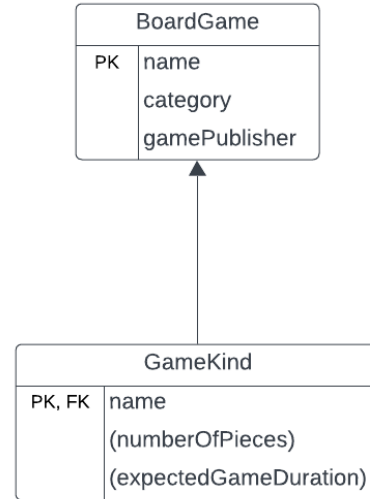 BoardGame
PK name
category
gamePublisher
GameKind
PK, FK name
(numberOfPieces)
(expectedGameDuration)